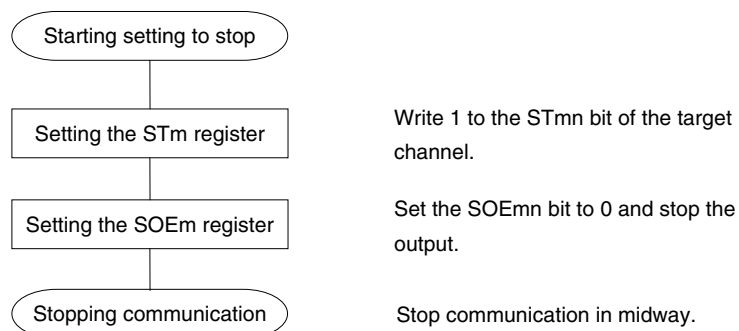 Starting setting to stop
Setting the STm register
Write 1 to the STmn bit of the target
channel.
Setting the SOEm register
Set the SOEmn bit to 0 and stop the
output.
Stopping communication
Stop communication in midway.